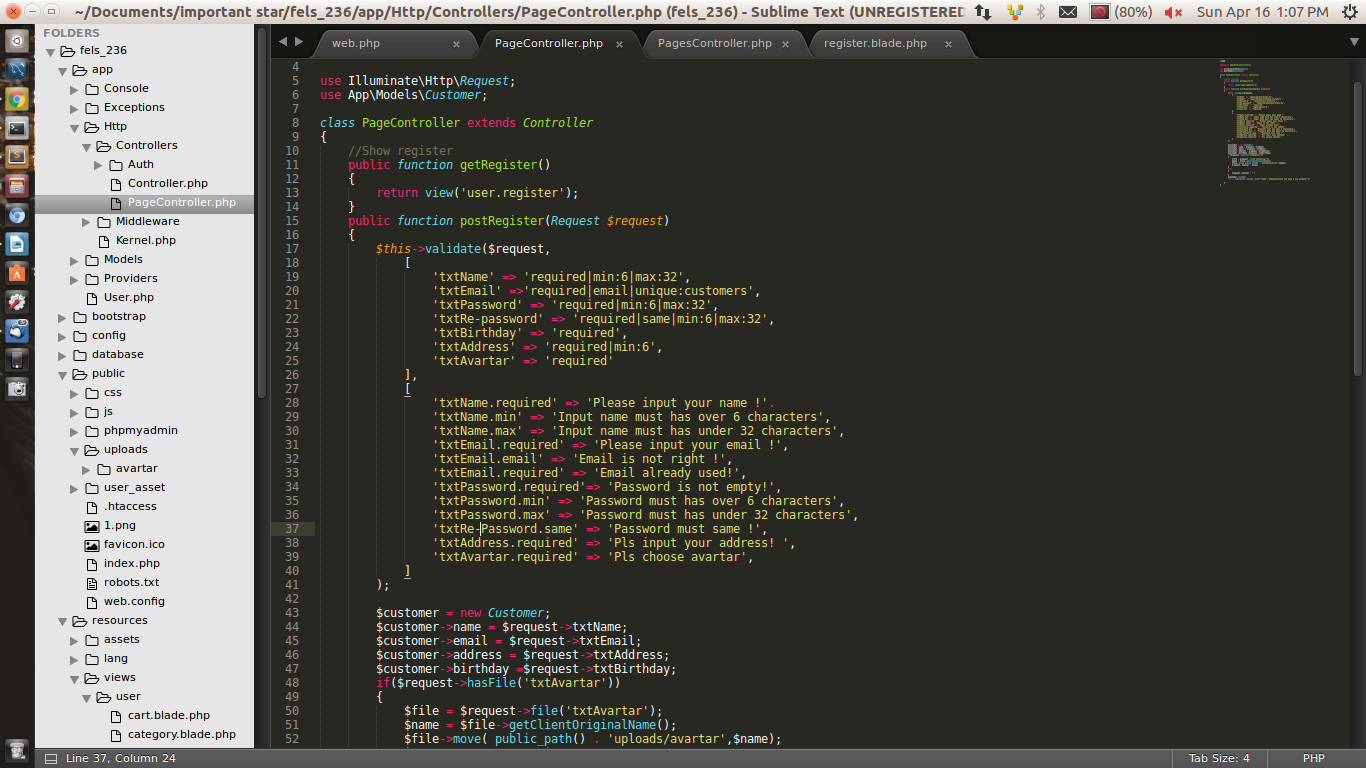 ~/Documents/important star/fels_236/app/Http/Controllers/PageController.php (fels_236) - Sublime Text (UNREGISTERED
(80%)
Sun Apr 16 1:07 PM
FOLDERS
fels_236
app
Console
Exceptions
Http
Controllers
Auth
Controller.php
PageController.php
Middleware
Kernel.php
Models
Providers
User.php
bootstrap
config
database
public
css
js
phpmyadmin
uploads
avartar
user_asset
.htaccess
1.png
favicon.ico
index.php
robots.txt
web.config
resources
assets
lang
views
user
cart.blade.php
category.blade.php
web.php ×
PageController.php ×
PagesController.php ×
register.blade.php ×
4
5 use Illuminate\Http\Request;
6 use App\Models\Customer;
7
8 class PageController extends Controller
9 {
10 //Show register
11 public function getRegister()
12 {
13 return view('user.register');
14 }
15 public function postRegister(Request $request)
16 {
17 $this->validate($request,
18 [
19 'txtName' => 'required|min:6|max:32',
20 'txtEmail' =>'required|email|unique:customers',
21 'txtPassword' => 'required|min:6|max:32',
22 'txtRe-password' => 'required|same|min:6|max:32',
23 'txtBirthday' => 'required',
24 'txtAddress' => 'required|min:6',
25 'txtAvartar' => 'required'
26 ],
27 [
28 'txtName.required' => 'Please input your name !'.
29 'txtName.min' => 'Input name must has over 6 characters',
30 'txtName.max' => 'Input name must has under 32 characters',
31 'txtEmail.required' => 'Please input your email !',
32 'txtEmail.email' => 'Email is not right !',
33 'txtEmail.required' => 'Email already used!',
34 'txtPassword.required'=> 'Password is not empty!',
35 'txtPassword.min' => 'Password must has over 6 characters',
36 'txtPassword.max' => 'Password must has under 32 characters',
37 'txtRe-Password.same' => 'Password must same !',
38 'txtAddress.required' => 'Pls input your address! ',
39 'txtAvartar.required' => 'Pls choose avartar',
40 ]
41 );
42
43 $customer = new Customer;
44 $customer->name = $request->txtName;
45 $customer->email = $request->txtEmail;
46 $customer->address = $request->txtAddress;
47 $customer->birthday =$request->txtBirthday;
48 if($request->hasFile('txtAvartar'))
49 {
50 $file = $request->file('txtAvartar');
51 $name = $file->getClientOriginalName();
52 $file->move( public_path() . 'uploads/avartar',$name);
Line 37, Column 24
Tab Size: 4
PHP